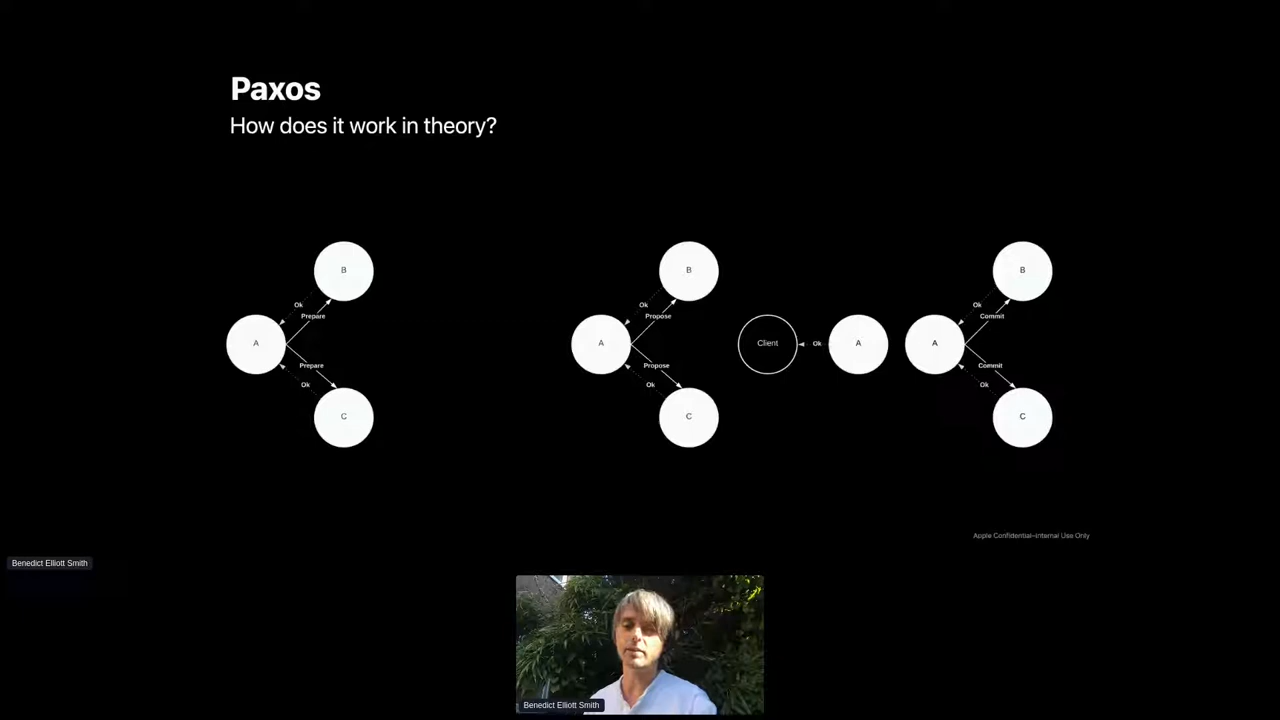 Paxos
How does it work in theory?
B
Ok
Prepare
A
Prepare
Ok
C
B
Ok
Propose
A
Propose
Ok
C
Client
Ok
A
B
Ok
Commit
A
Commit
Ok
C
Apple Confidential–Internal Use Only
Benedict Elliott Smith
Benedict Elliott Smith